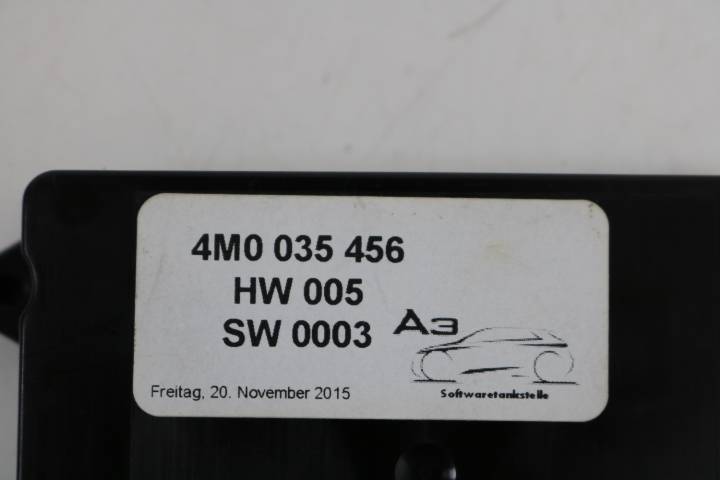 4M0 035 456
HW 005
SW 0003
A3
Freitag, 20. November 2015
Softwaretankstelle